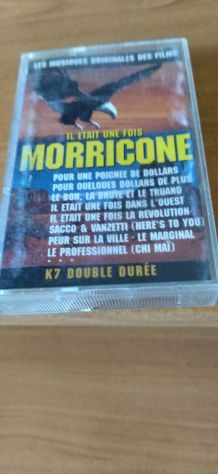 LES MUSIQUES ORIGINALES DES FILMS
IL ETAIT UNE FOIS
MORRICONE
POUR UNE POIGNEE DE DOLLARS
POUR QUELQUES DOLLARS DE PLUS
LE BON, LA BRUTE ET LE TRUAND
IL ETAIT UNE FOIS DANS L'OUEST
IL ETAIT UNE FOIS LA REVOLUTION
SACCO & VANZETTI (HERE'S TO YOU)
PEUR SUR LA VILLE - LE MARGINAL
LE PROFESSIONNEL (CHI MAÏ)
. . .
K7 DOUBLE DURÉE